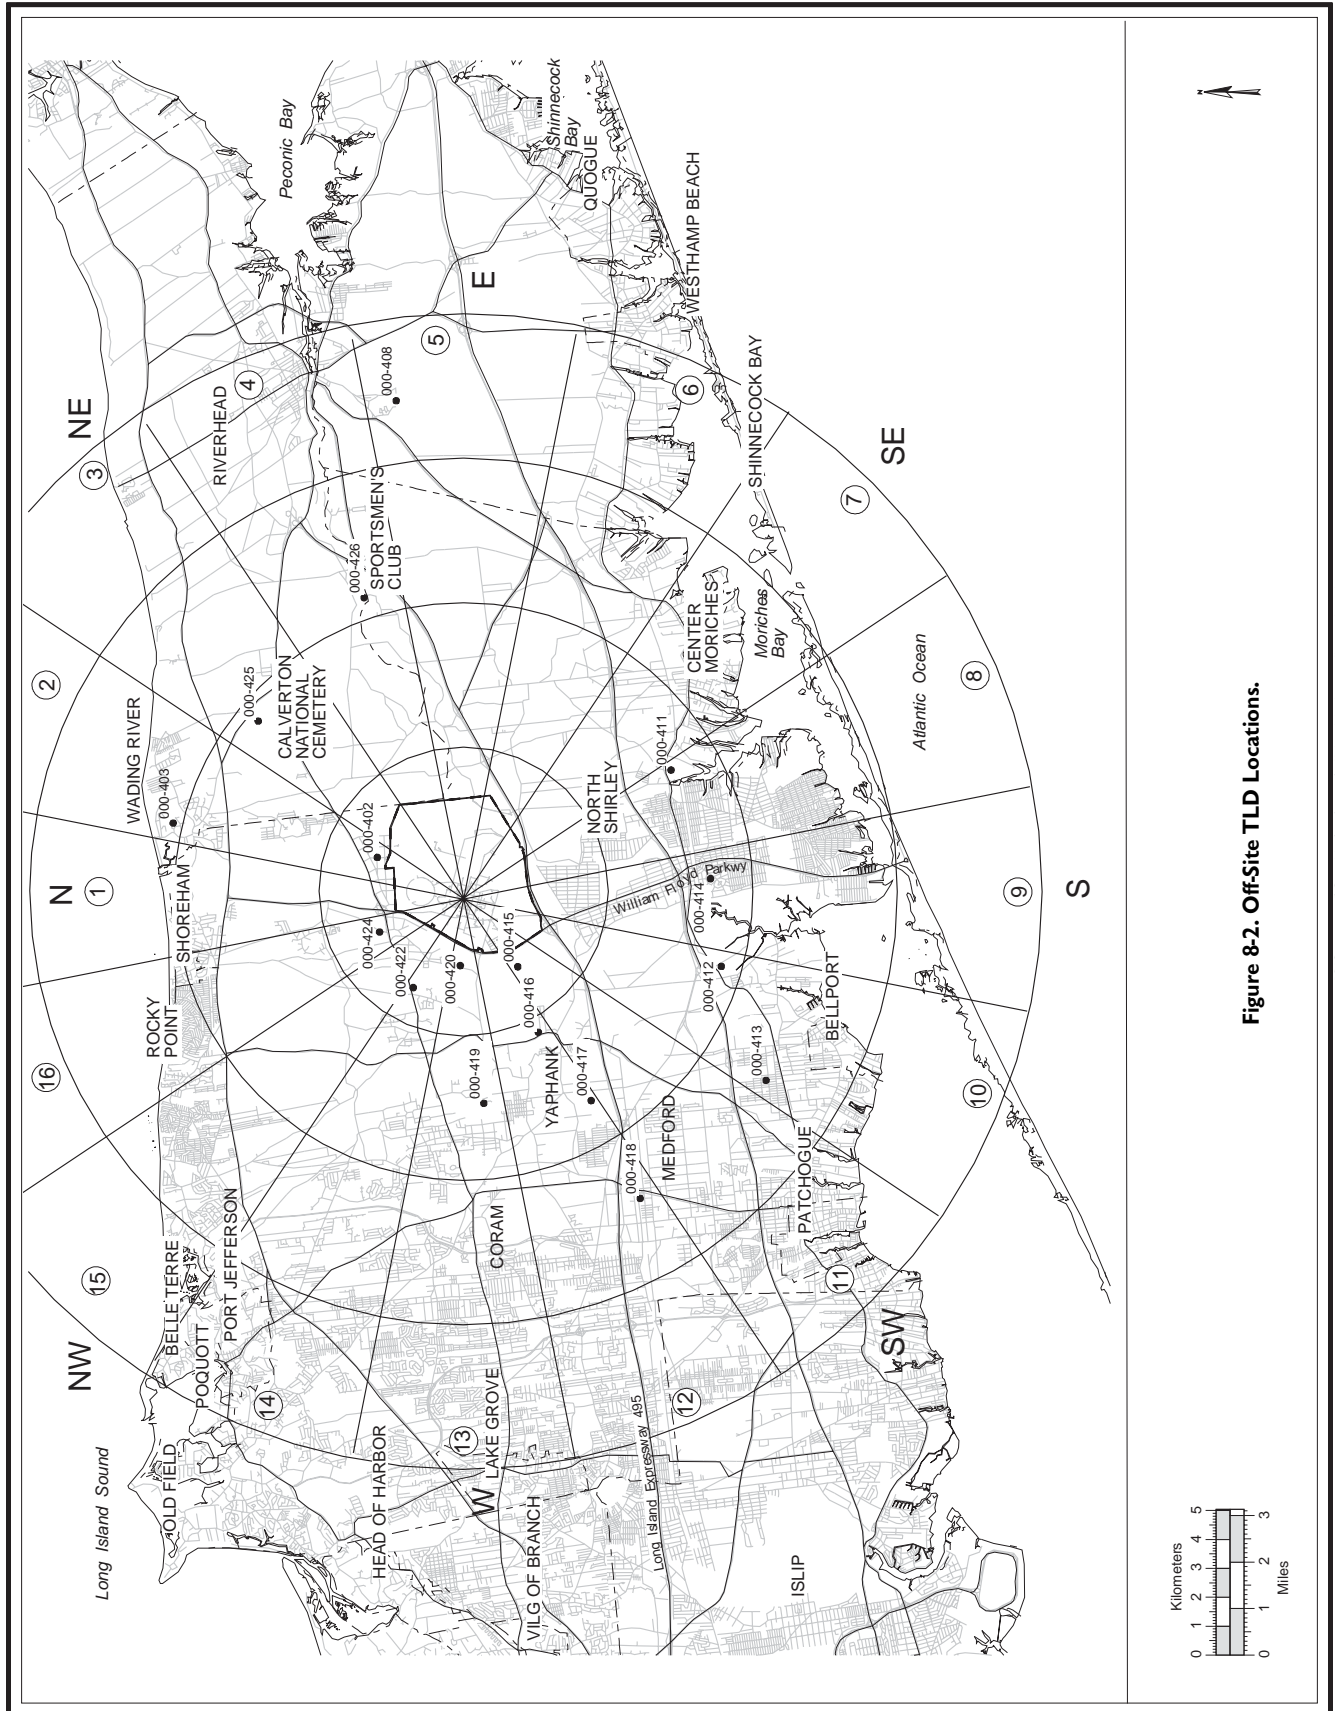 Long Island Sound
Peconic Bay
NW
15
16
N
1
2
NE
3
4
OLD FIELD
POQUOTT
BELLE TERRE
PORT JEFFERSON
ROCKY
POINT
SHOREHAM
WADING RIVER
000-403
000-425
RIVERHEAD
14
CALVERTON
NATIONAL
CEMETERY
000-426
SPORTSMEN'S
CLUB
000-408
5
HEAD OF HARBOR
000-424
000-402
000-422
000-420
000-415
000-416
000-419
13
W
LAKE GROVE
CORAM
YAPHANK
000-417
E
VILG OF BRANCH
NORTH
SHIRLEY
QUOGUE
Shinnecock
Bay
Long Island Expressway 495
12
000-418
MEDFORD
William Floyd Parkwy
000-411
000-414
000-412
CENTER
MORICHES
6
WESTHAMP BEACH
000-413
Moriches
Bay
SHINNECOCK BAY
ISLIP
PATCHOGUE
BELLPORT
11
SW
7
SE
Atlantic Ocean
10
9
8
S
Kilometers
0 1 2 3 4 5
0 1 2 3
Miles
N
Figure 8-2. Off-Site TLD Locations.